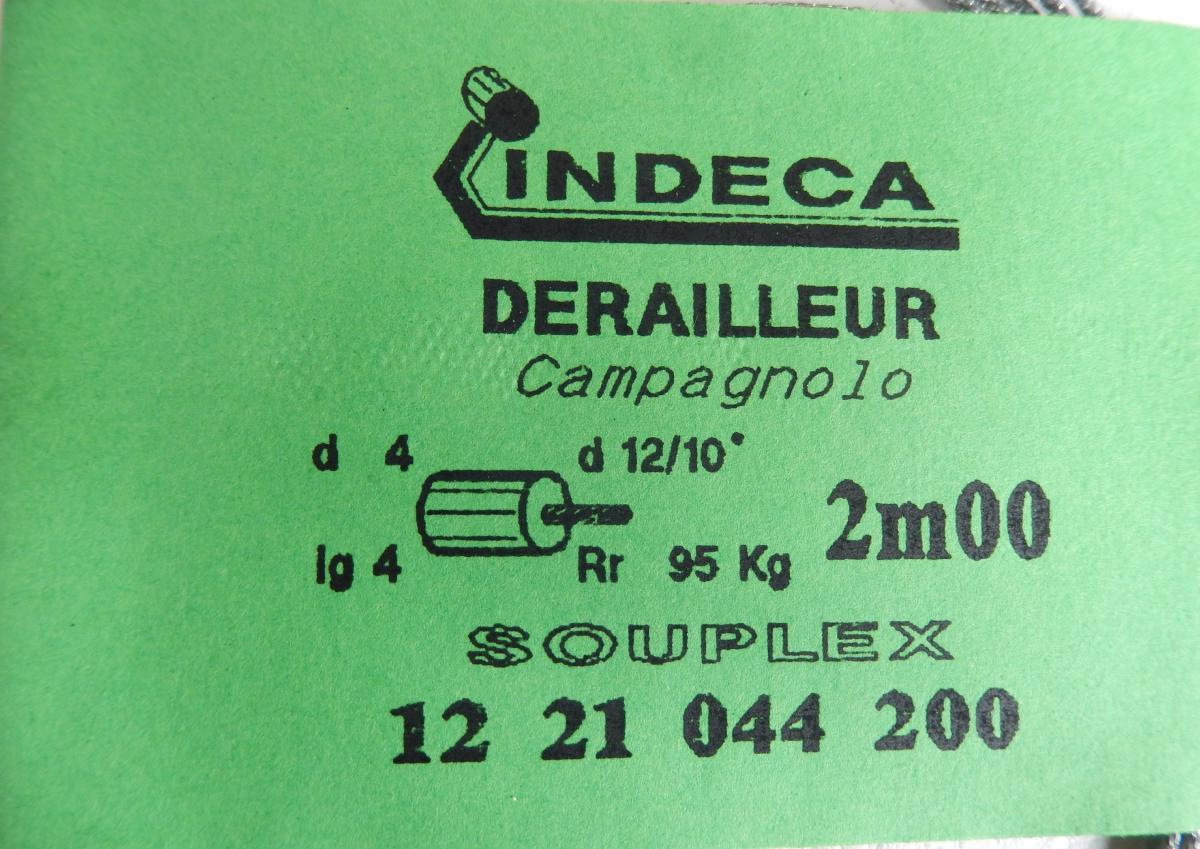 INDECA
DERAILLEUR
Campagnolo
d 4 d 12/10°
lg 4 Rr 95 Kg 2m00
SOUPLEX
12 21 044 200